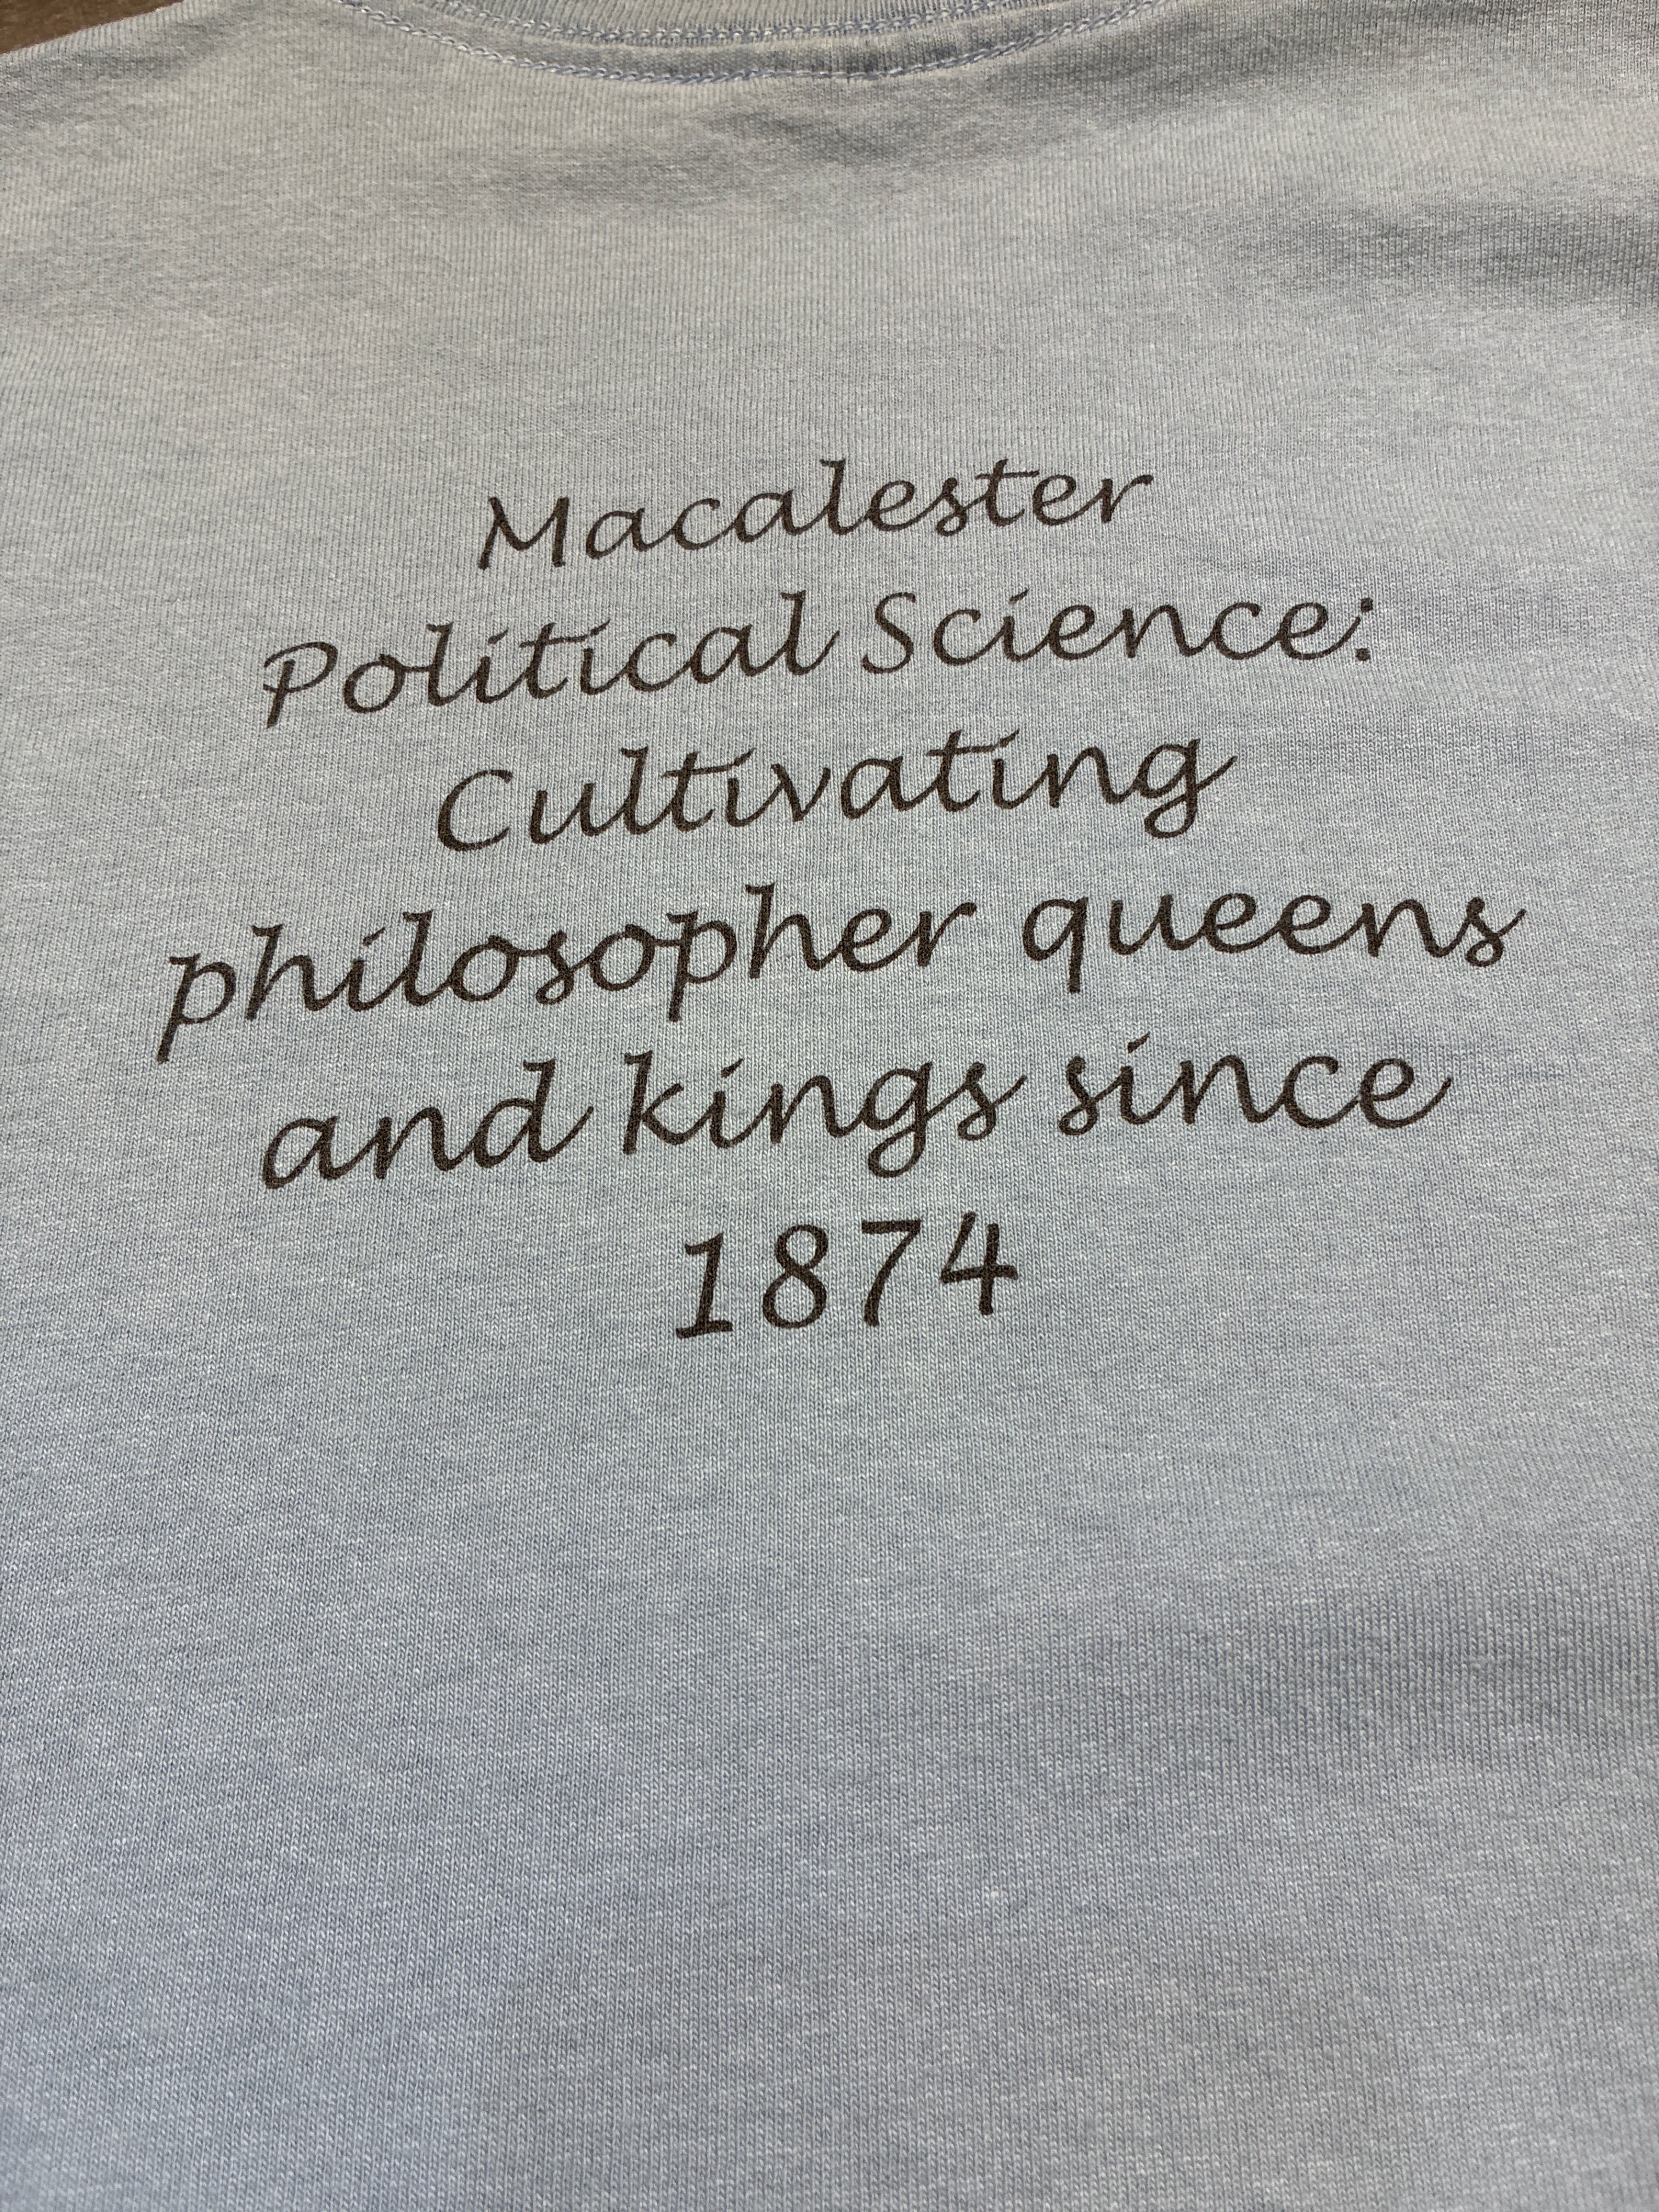 Macalester
Political Science:
Cultivating
philosopher queens
and kings since
1874